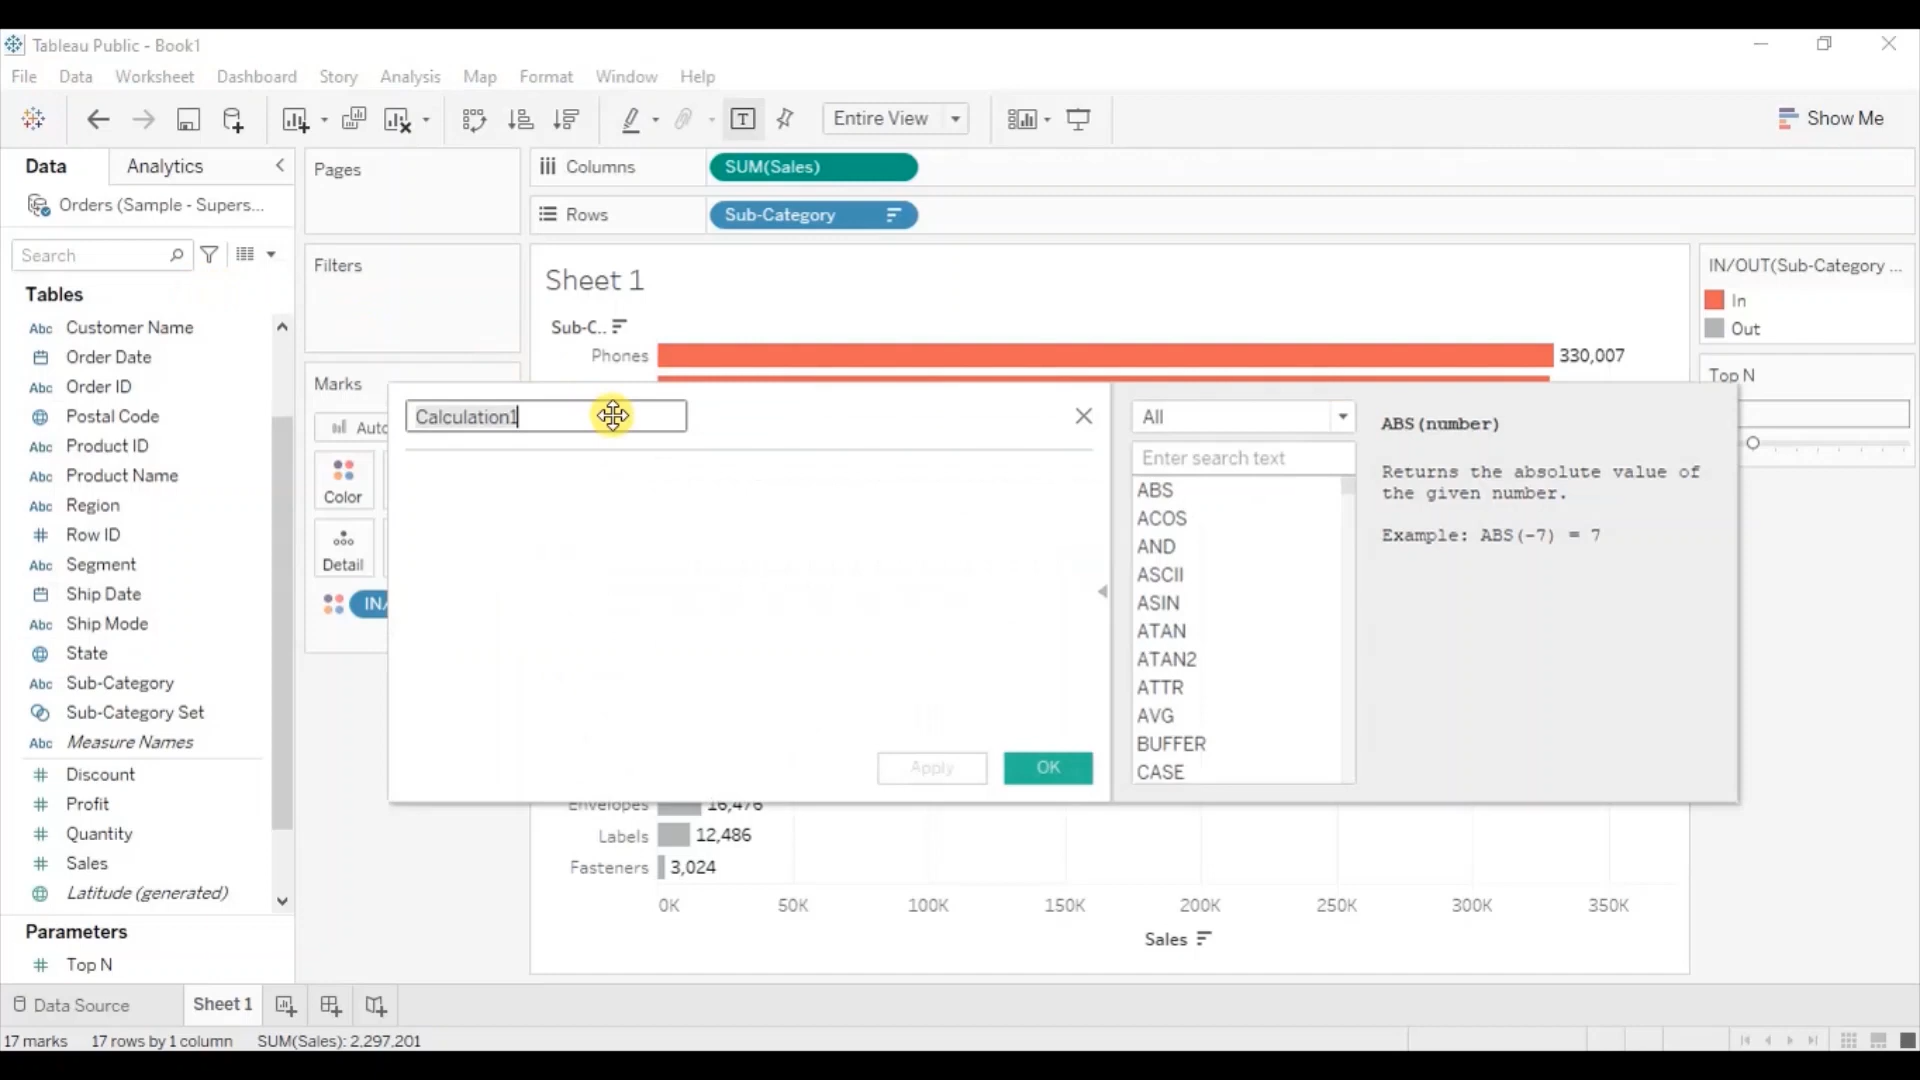 Tableau Public - Book1
File Data Worksheet Dashboard Story Analysis Map Format Window Help
T Entire View Show Me
Data Analytics
Orders (Sample - Supers...
Search
Tables
Abc Customer Name
Order Date
Abc Order ID
Postal Code
Abc Product ID
Abc Product Name
Abc Region
# Row ID
Abc Segment
Ship Date
Abc Ship Mode
State
Abc Sub-Category
Sub-Category Set
Abc Measure Names
# Discount
# Profit
# Quantity
# Sales
Latitude (generated)
Parameters
# Top N
Pages
Filters
Marks
Auto
Color
Detail
IN/
Columns SUM(Sales)
Rows Sub-Category
Sheet 1
Sub-C..
Phones 330,007
Calculation1
Apply OK
All
Enter search text
ABS
ACOS
AND
ASCII
ASIN
ATAN
ATAN2
ATTR
AVG
BUFFER
CASE
ABS(number)
Returns the absolute value of
the given number.
Example: ABS(-7) = 7
Envelopes 16,476
Labels 12,486
Fasteners 3,024
0K 50K 100K 150K 200K 250K 300K 350K
Sales
IN/OUT(Sub-Category ...
In
Out
Top N
Data Source Sheet 1
17 marks 17 rows by 1 column SUM(Sales): 2,297,201